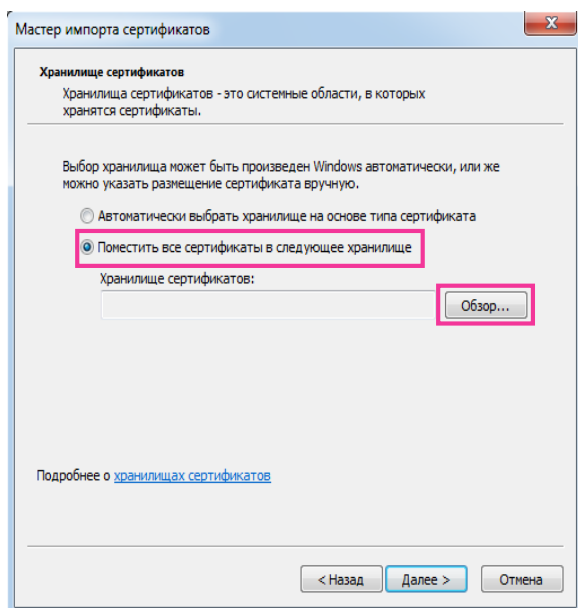 Мастер импорта сертификатов
X
Хранилище сертификатов
Хранилища сертификатов - это системные области, в которых
хранятся сертификаты.
Выбор хранилища может быть произведен Windows автоматически, или же
можно указать размещение сертификата вручную.
Автоматически выбрать хранилище на основе типа сертификата
Поместить все сертификаты в следующее хранилище
Хранилище сертификатов:
Обзор...
Подробнее о хранилищах сертификатов
< Назад Далее > Отмена